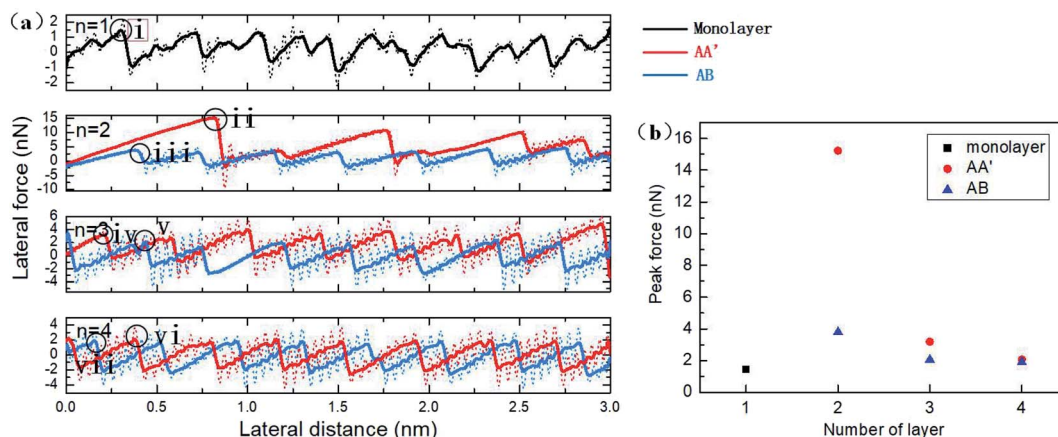 (a)
Lateral force (nN)
n=1
i
2
1
0
-1
-2
n=2
ii
iii
15
10
5
0
-5
-10
n=3
iv
v
6
4
2
0
-2
-4
-6
n=4
vi
vii
4
2
0
-2
-4
0.0 0.5 1.0 1.5 2.0 2.5 3.0
Lateral distance (nm)
Monolayer
AA'
AB
(b)
Peak force (nN)
16
14
12
10
8
6
4
2
0
monolayer
AA'
AB
1 2 3 4
Number of layer